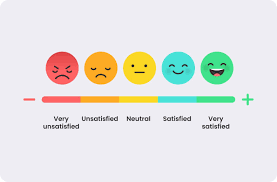 − +
Very unsatisfied
Unsatisfied
Neutral
Satisfied
Very satisfied